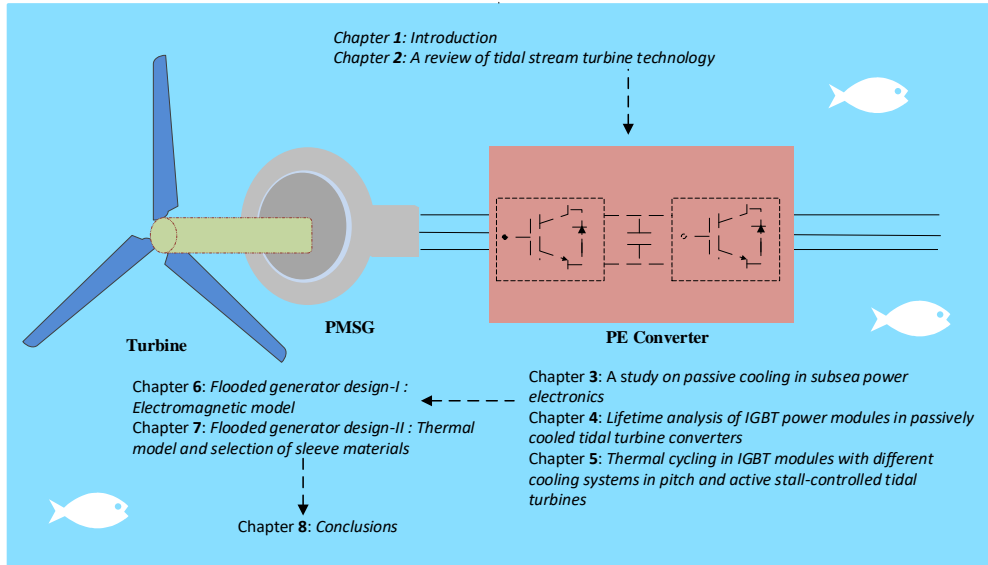 Chapter 1: Introduction
Chapter 2: A review of tidal stream turbine technology
PMSG
Turbine
PE Converter
Chapter 6: Flooded generator design-I :
Electromagnetic model
Chapter 7: Flooded generator design-II : Thermal
model and selection of sleeve materials
Chapter 3: A study on passive cooling in subsea power
electronics
Chapter 4: Lifetime analysis of IGBT power modules in passively
cooled tidal turbine converters
Chapter 5: Thermal cycling in IGBT modules with different
cooling systems in pitch and active stall-controlled tidal
turbines
Chapter 8: Conclusions